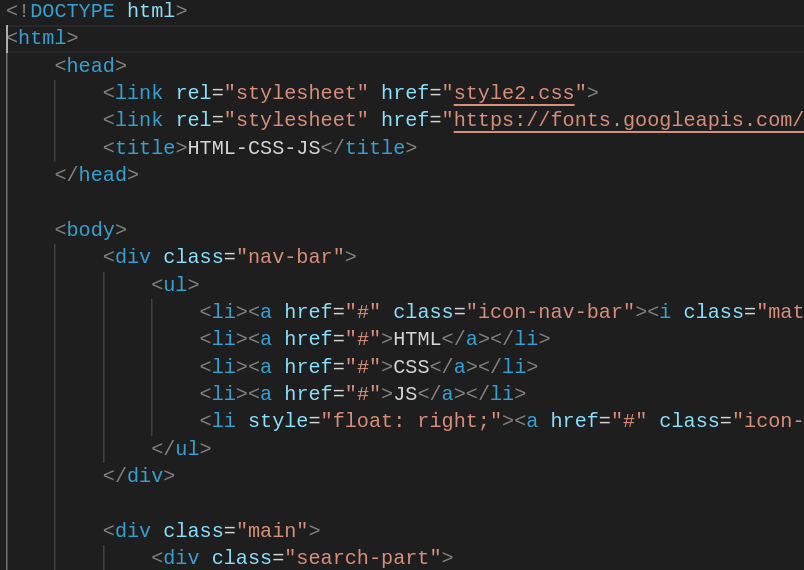 <!DOCTYPE html>
<html>
<head>
<link rel="stylesheet" href="style2.css">
<link rel="stylesheet" href="https://fonts.googleapis.com/
<title>HTML-CSS-JS</title>
</head>
<body>
<div class="nav-bar">
<ul>
<li><a href="#" class="icon-nav-bar"><i class="mat
<li><a href="#">HTML</a></li>
<li><a href="#">CSS</a></li>
<li><a href="#">JS</a></li>
<li style="float: right;"><a href="#" class="icon-
</ul>
</div>
<div class="main">
<div class="search-part">